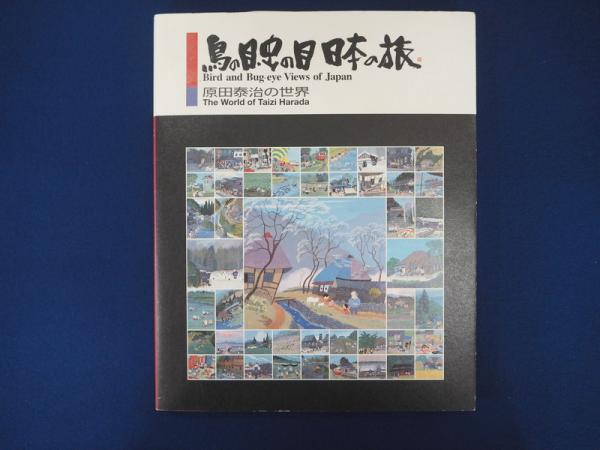 鳥の目虫の目日本の旅
Bird and Bug-eye Views of Japan
原田泰治の世界
The World of Taizi Harada